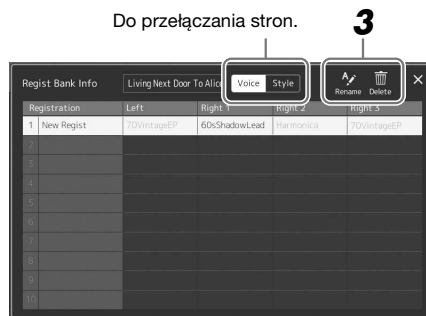 Do przełączania stron.
3
Regist Bank Info Living Next Door To Alice Voice Style Rename Delete
Registration Left Right 1 Right 2 Right 3
1 New Regist 70VintageEP 60sShadowLead Harmonica 70VintageEP
2
3
4
5
6
7
8
9
10